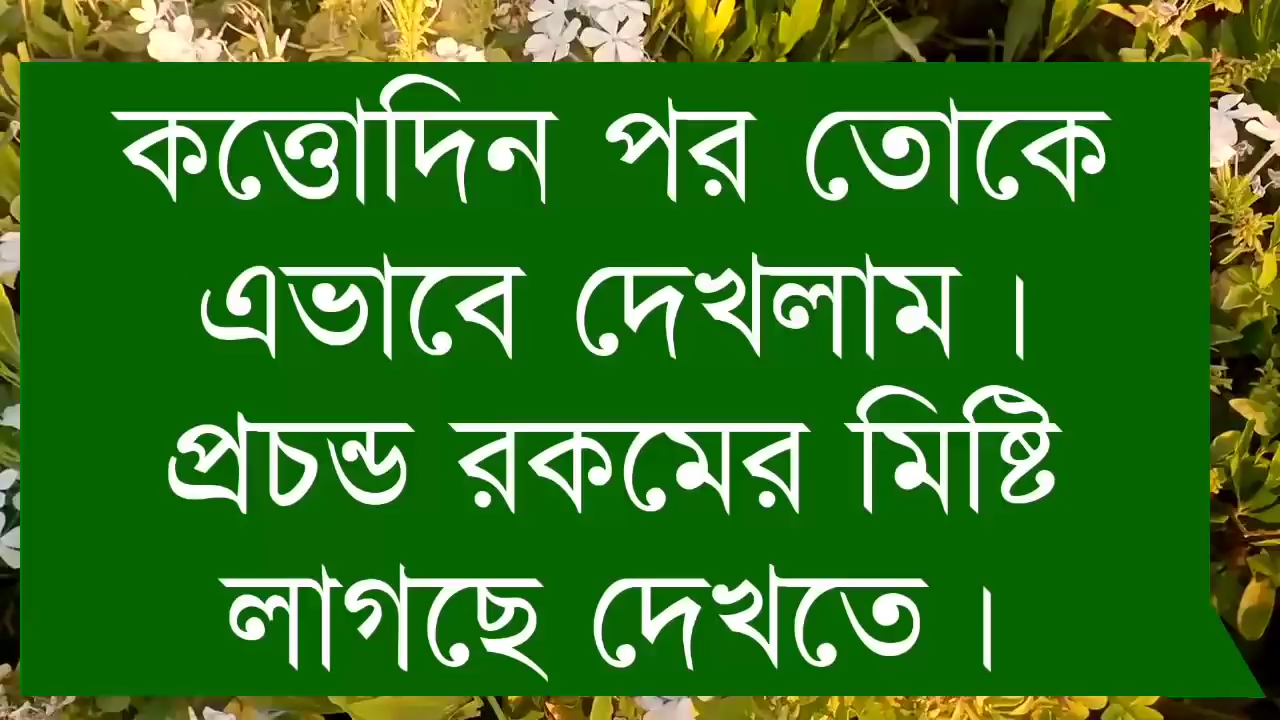 কত্তোদিন পর তোকে
এভাবে দেখলাম ।
প্রচন্ড রকমের মিষ্টি
লাগছে দেখতে ।